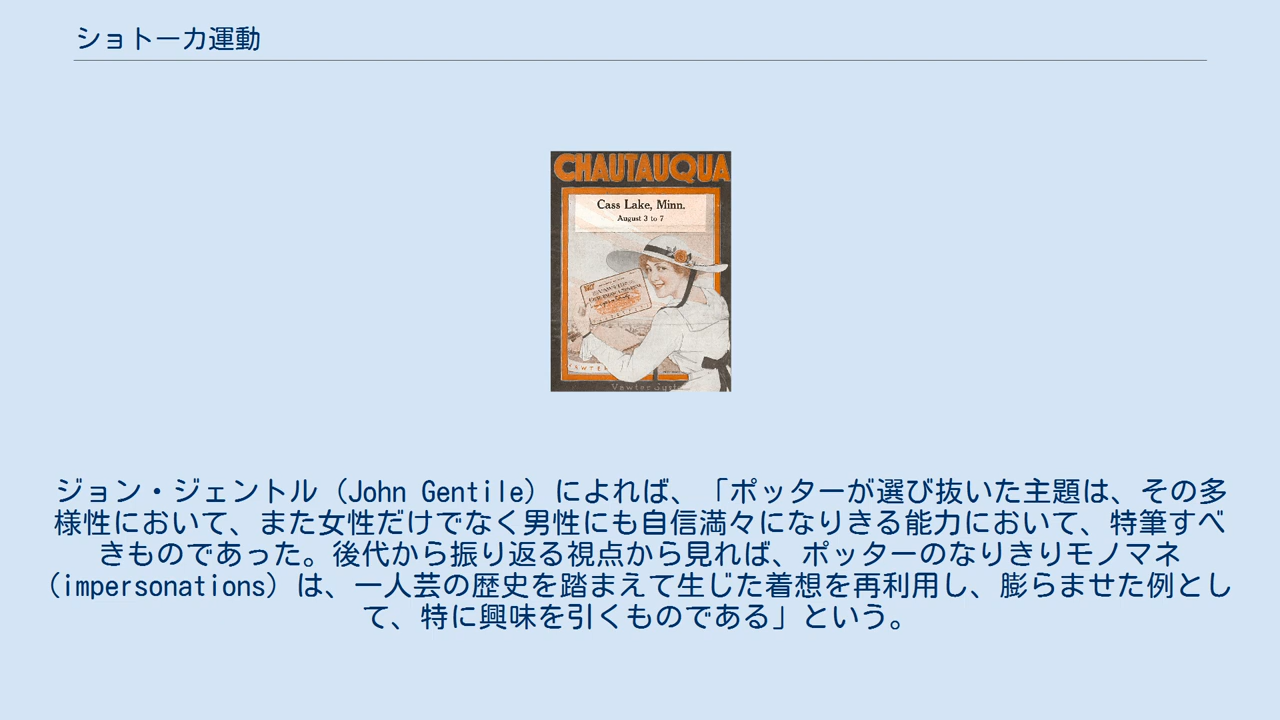 ショトーカ運動
CHAUTAUQUA
Cass Lake, Minn.
August 3 to 7
Vawter
ジョン・ジェントル（John Gentile）によれば、「ポッターが選び抜いた主題は、その多
様性において、また女性だけでなく男性にも自信満々になりきる能力において、特筆すべ
きものであった。後代から振り返る視点から見れば、ポッターのなりきりモノマネ
（impersonations）は、一人芸の歴史を踏まえて生じた着想を再利用し、膨らませた例とし
て、特に興味を引くものである」という。